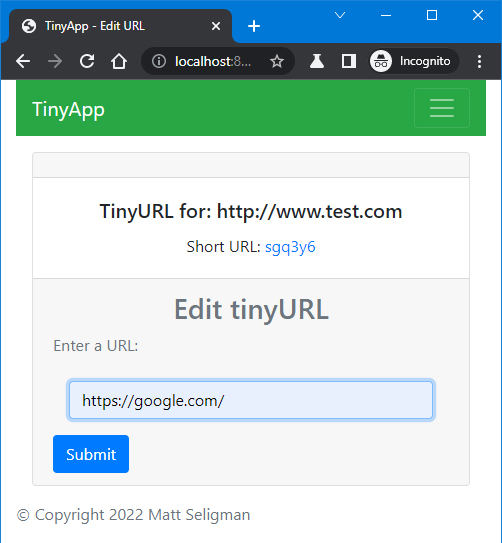 TinyApp - Edit URL
localhost:8...
Incognito
TinyApp
TinyURL for: http://www.test.com
Short URL: sgq3y6
Edit tinyURL
Enter a URL:
https://google.com/
Submit
© Copyright 2022 Matt Seligman